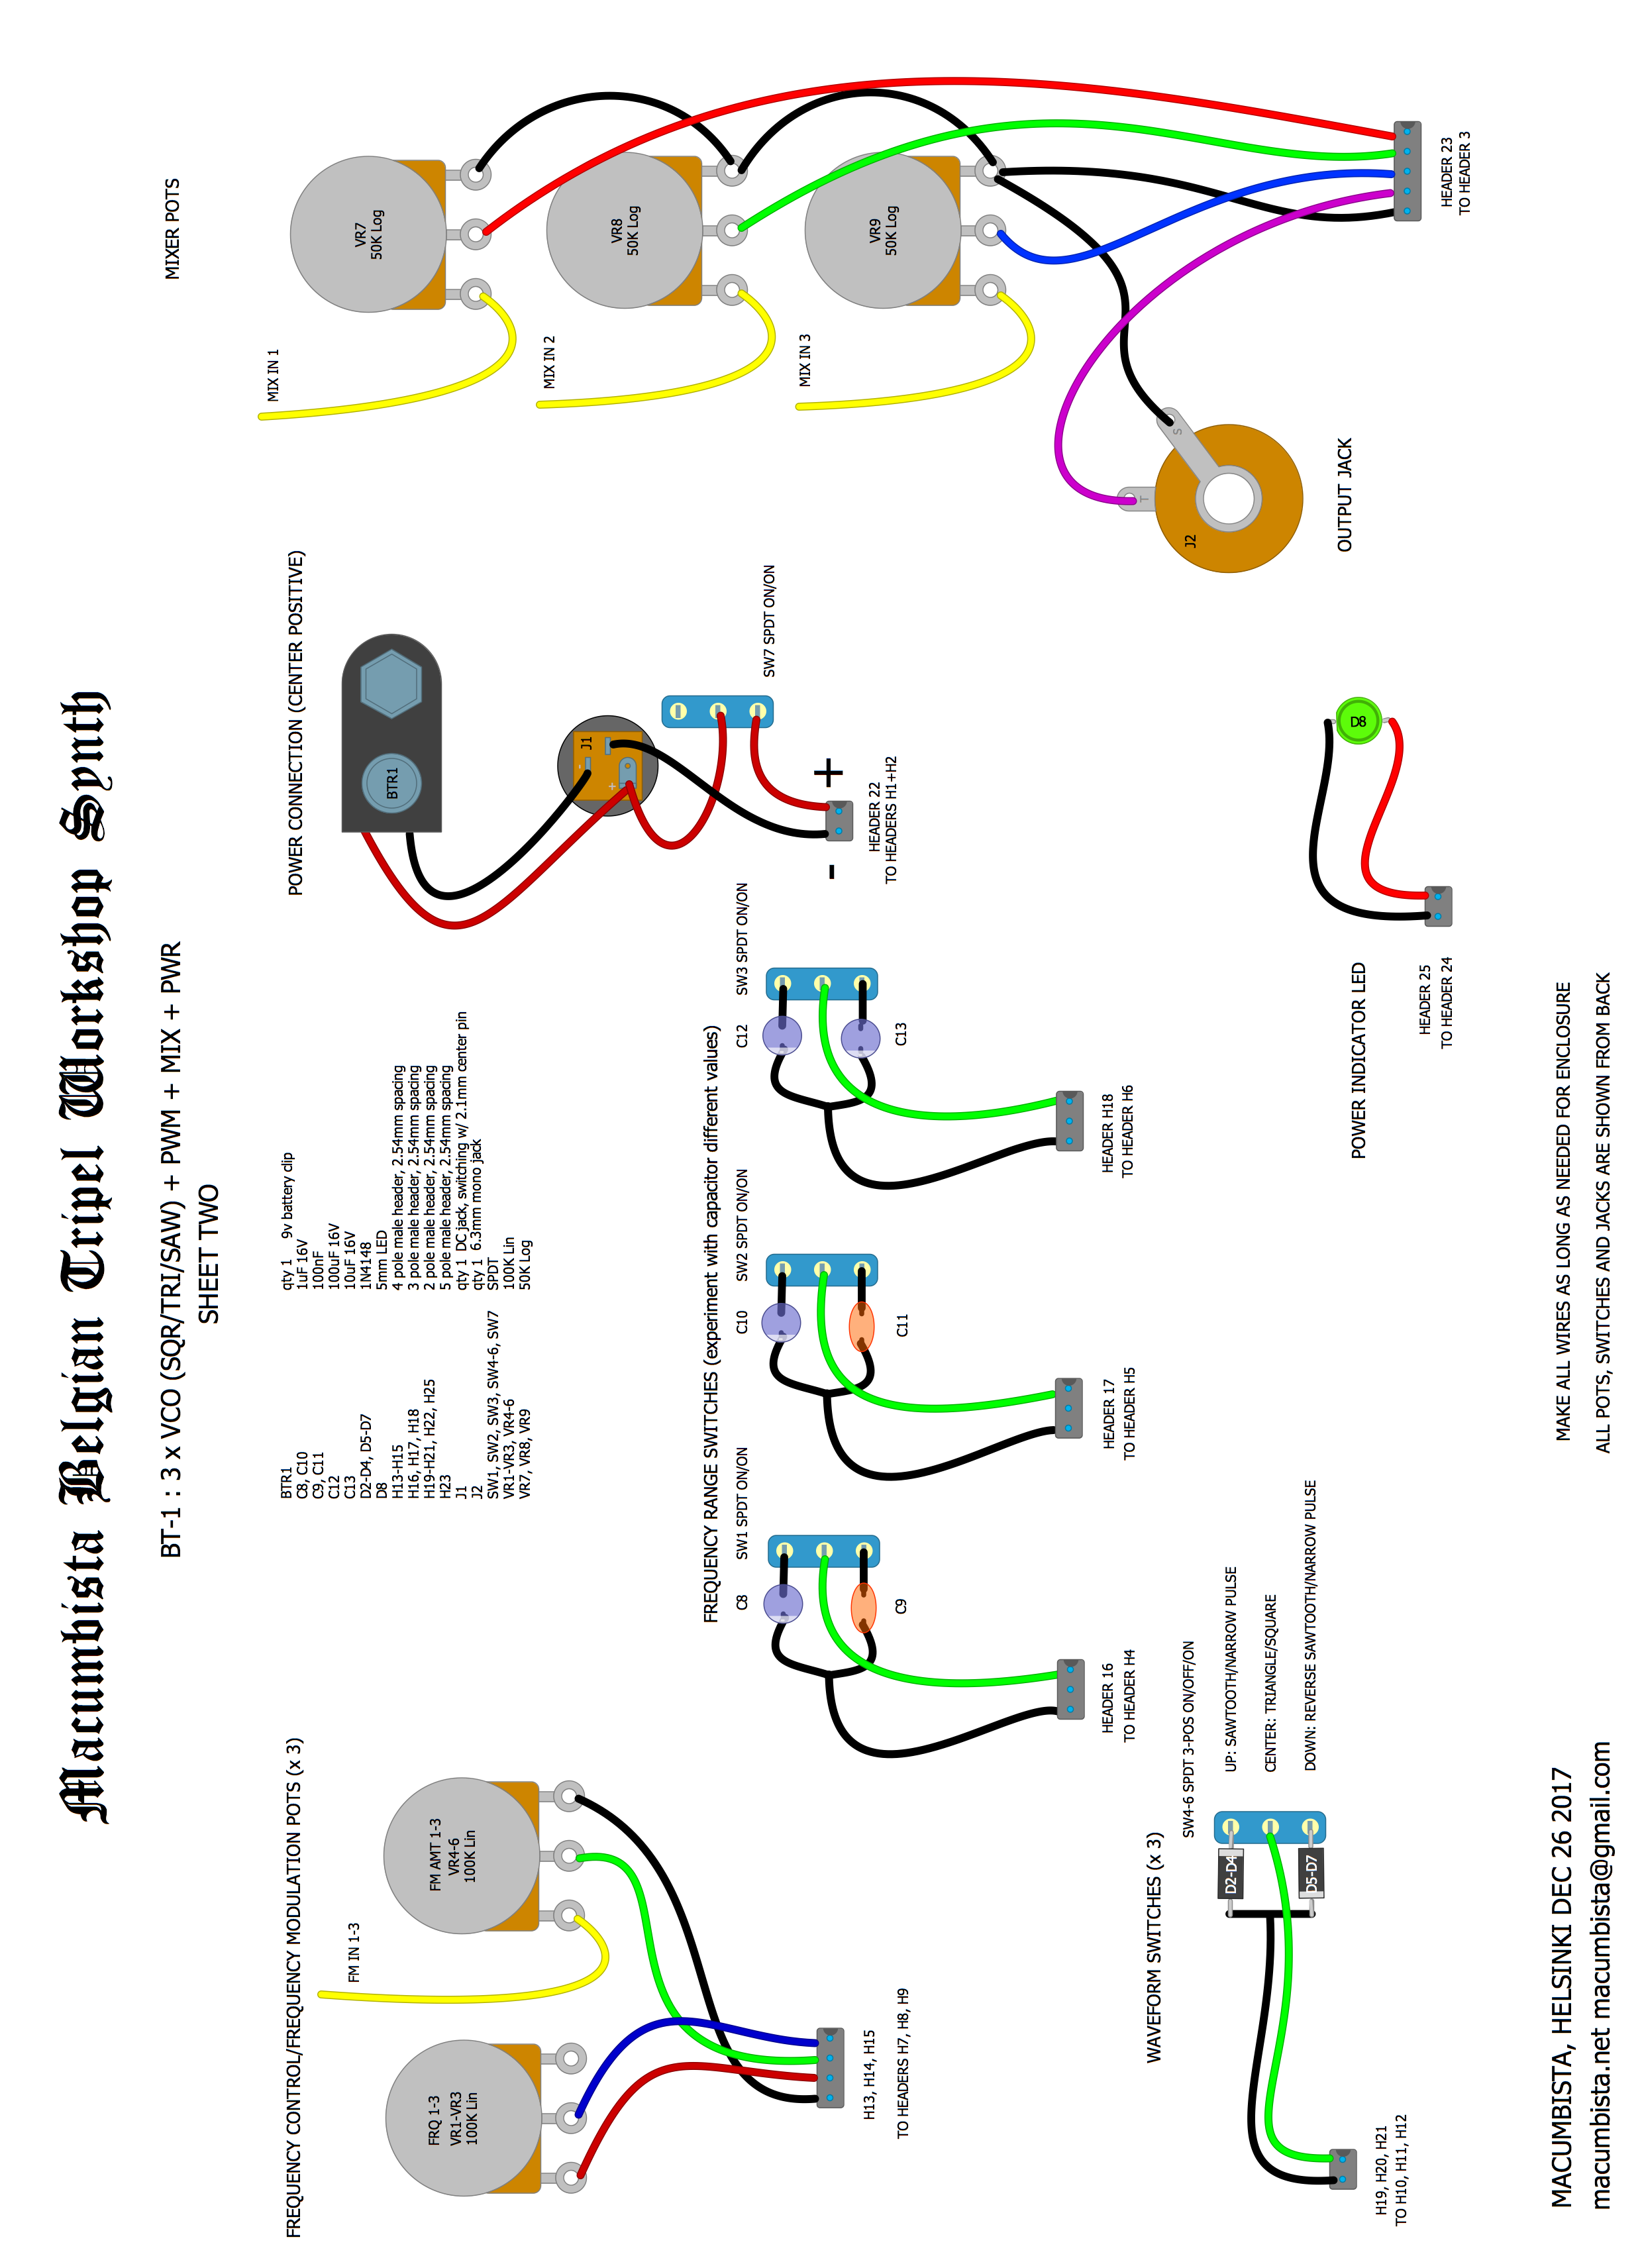 Macumbista Belgian Tripel Workshop Synth
BT-1 : 3 x VCO (SQR/TRI/SAW) + PWM + MIX + PWR
SHEET TWO
FREQUENCY CONTROL/FREQUENCY MODULATION POTS (x 3)
FM IN 1-3
FRQ 1-3
VR1-VR3
100K Lin
FM AMT 1-3
VR4-6
100K Lin
H13, H14, H15
TO HEADERS H7, H8, H9
BTR1 qty 1 9v battery clip
C8, C10 1uF 16V
C9, C11 100nF
C12 100uF 16V
C13 10uF 16V
D2-D4, D5-D7 1N4148
D8 5mm LED
H13-H15 4 pole male header, 2.54mm spacing
H16, H17, H18 3 pole male header, 2.54mm spacing
H19-H21, H22, H25 2 pole male header, 2.54mm spacing
H23 5 pole male header, 2.54mm spacing
J1 qty 1 DC jack, switching w/ 2.1mm center pin
J2 qty 1 6.3mm mono jack
SW1, SW2, SW3, SW4-6, SW7 SPDT
VR1-VR3, VR4-6 100K Lin
VR7, VR8, VR9 50K Log
POWER CONNECTION (CENTER POSITIVE)
BTR1
J1
-
+
SW7 SPDT ON/ON
- +
HEADER 22
TO HEADERS H1+H2
MIXER POTS
MIX IN 1
VR7
50K Log
MIX IN 2
VR8
50K Log
MIX IN 3
VR9
50K Log
HEADER 23
TO HEADER 3
T
S
J2
OUTPUT JACK
FREQUENCY RANGE SWITCHES (experiment with capacitor different values)
SW1 SPDT ON/ON
C8
C9
HEADER 16
TO HEADER H4
SW2 SPDT ON/ON
C10
C11
HEADER 17
TO HEADER H5
SW3 SPDT ON/ON
C12
C13
HEADER H18
TO HEADER H6
WAVEFORM SWITCHES (x 3)
SW4-6 SPDT 3-POS ON/OFF/ON
UP: SAWTOOTH/NARROW PULSE
CENTER: TRIANGLE/SQUARE
DOWN: REVERSE SAWTOOTH/NARROW PULSE
D2-D4
D5-D7
H19, H20, H21
TO H10, H11, H12
POWER INDICATOR LED
D8
HEADER 25
TO HEADER 24
MACUMBISTA, HELSINKI DEC 26 2017
macumbista.net macumbista@gmail.com
MAKE ALL WIRES AS LONG AS NEEDED FOR ENCLOSURE
ALL POTS, SWITCHES AND JACKS ARE SHOWN FROM BACK